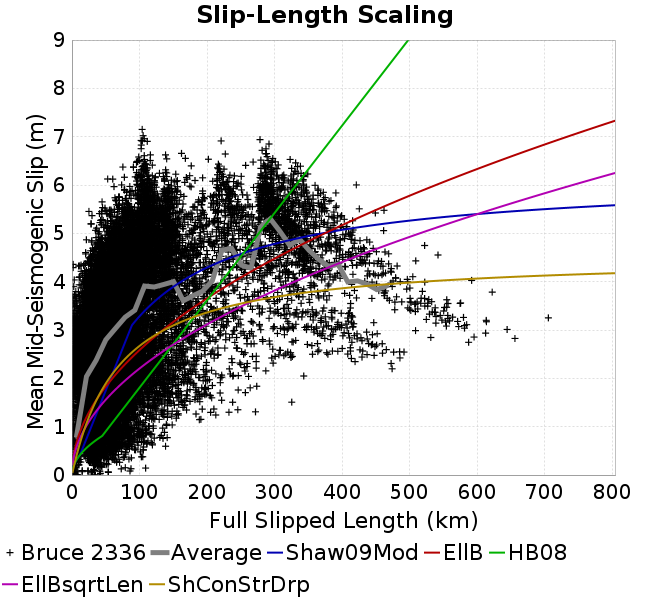 Slip-Length Scaling
Mean Mid-Seismogenic Slip (m)
9
8
7
6
5
4
3
2
1
0
0 100 200 300 400 500 600 700 800
Full Slipped Length (km)
Bruce 2336 Average Shaw09Mod EllB HB08
EllBsqrtLen ShConStrDrp